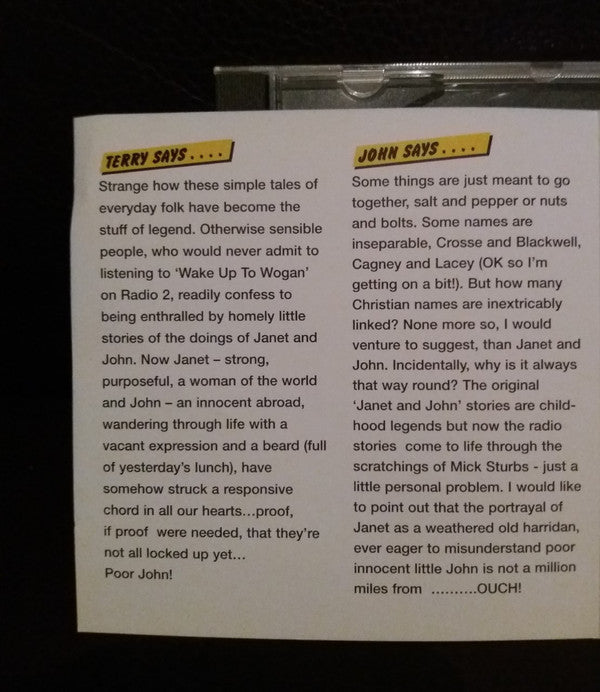 TERRY SAYS....
Strange how these simple tales of
everyday folk have become the
stuff of legend. Otherwise sensible
people, who would never admit to
listening to ‘Wake Up To Wogan’
on Radio 2, readily confess to
being enthralled by homely little
stories of the doings of Janet and
John. Now Janet – strong,
purposeful, a woman of the world
and John – an innocent abroad,
wandering through life with a
vacant expression and a beard (full
of yesterday’s lunch), have
somehow struck a responsive
chord in all our hearts...proof,
if proof were needed, that they’re
not all locked up yet...
Poor John!
JOHN SAYS....
Some things are just meant to go
together, salt and pepper or nuts
and bolts. Some names are
inseparable, Crosse and Blackwell,
Cagney and Lacey (OK so I’m
getting on a bit!). But how many
Christian names are inextricably
linked? None more so, I would
venture to suggest, than Janet and
John. Incidentally, why is it always
that way round? The original
‘Janet and John’ stories are child-
hood legends but now the radio
stories come to life through the
scratchings of Mick Sturbs - just a
little personal problem. I would like
to point out that the portrayal of
Janet as a weathered old harridan,
ever eager to misunderstand poor
innocent little John is not a million
miles from ..........OUCH!